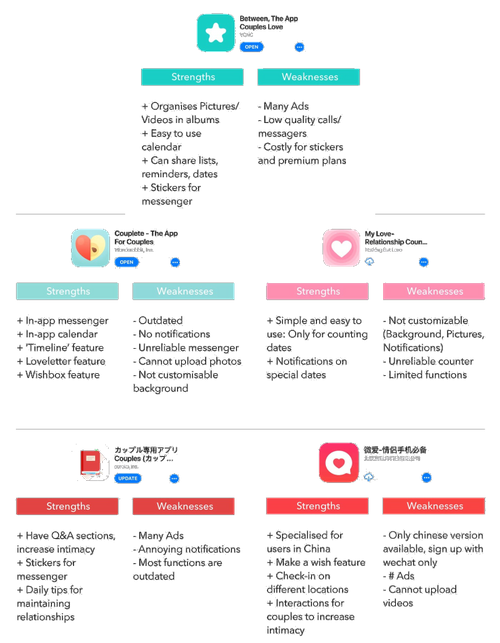 Between, The App
Couples Love
VCNC
OPEN
Strengths
Weaknesses
+ Organises Pictures/
Videos in albums
+ Easy to use
calendar
+ Can share lists,
reminders, dates
+ Stickers for
messenger
- Many Ads
- Low quality calls/
messagers
- Costly for stickers
and premium plans
Couplete - The App
For Couples
OPEN
Strengths
Weaknesses
+ In-app messenger
+ In-app calendar
+ 'Timeline' feature
+ Loveletter feature
+ Wishbox feature
- Outdated
- No notifications
- Unreliable messenger
- Cannot upload photos
- Not customisable
background
My Love-
Relationship Coun...
Strengths
Weaknesses
+ Simple and easy to
use: Only for counting
dates
+ Notifications on
special dates
- Not customizable
(Background, Pictures,
Notifications)
- Unreliable counter
- Limited functions
カップル専用アプリ
Couples (カップ...
UPDATE
Strengths
Weaknesses
+ Have Q&A sections,
increase intimacy
+ Stickers for
messenger
+ Daily tips for
maintaining
relationships
- Many Ads
- Annoying notifications
- Most functions are
outdated
微爱-情侣手机必备
Strengths
Weaknesses
+ Specialised for
users in China
+ Make a wish feature
+ Check-in on
different locations
+ Interactions for
couples to increase
intimacy
- Only chinese version
available, sign up with
wechat only
- # Ads
- Cannot upload
videos